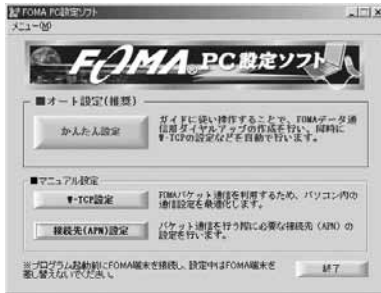 FOMA PC設定ソフト
メニュー(M)
FOMA® PC設定ソフト
■オート設定(推奨)
かんたん設定
ガイドに従い操作することで、FOMAデータ通
信用ダイヤルアップの作成を行い、同時に
W-TCPの設定などを自動で行います。
■マニュアル設定
W-TCP設定
FOMAパケット通信を利用するため、パソコン内の
通信設定を最適化します。
接続先(APN)設定
パケット通信を行う際に必要な接続先(APN)の
設定を行います。
※プログラム起動前にFOMA端末を接続し、設定中はFOMA端末を
差し替えないでください。
終了